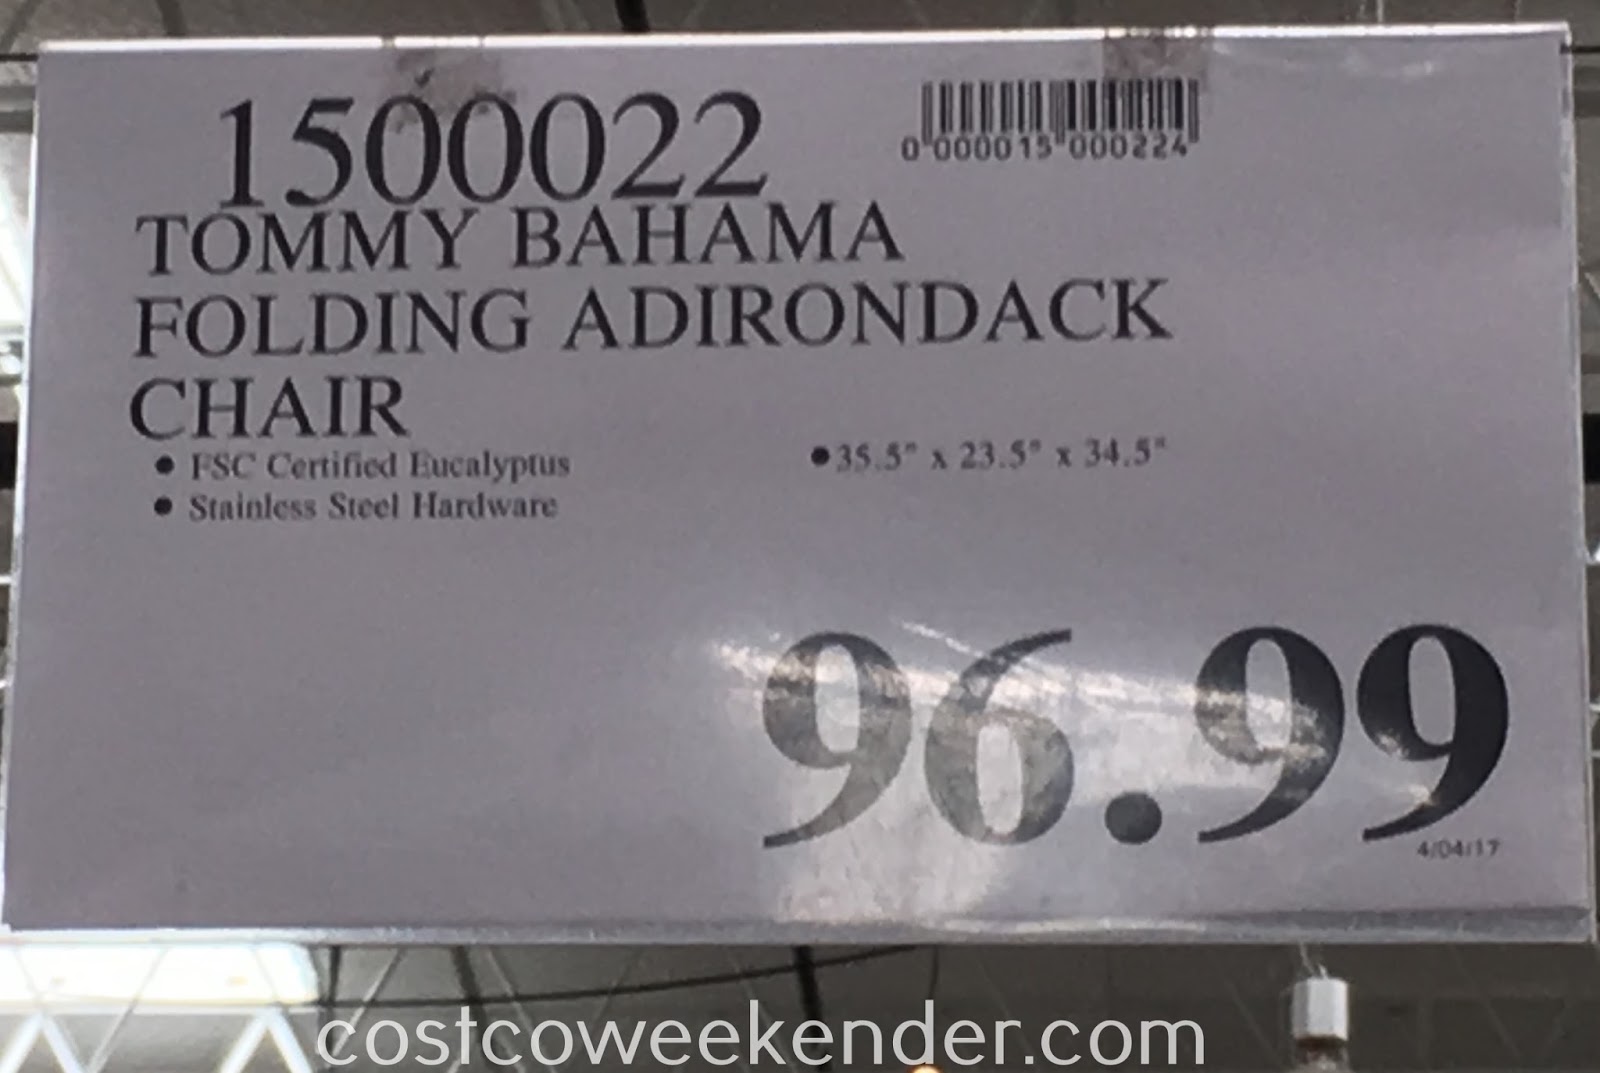 1500022
0 000015 000224
TOMMY BAHAMA
FOLDING ADIRONDACK
CHAIR
● FSC Certified Eucalyptus
● Stainless Steel Hardware
● 35.5" x 23.5" x 34.5"
96.99
4/04/17
costcoweekender.com